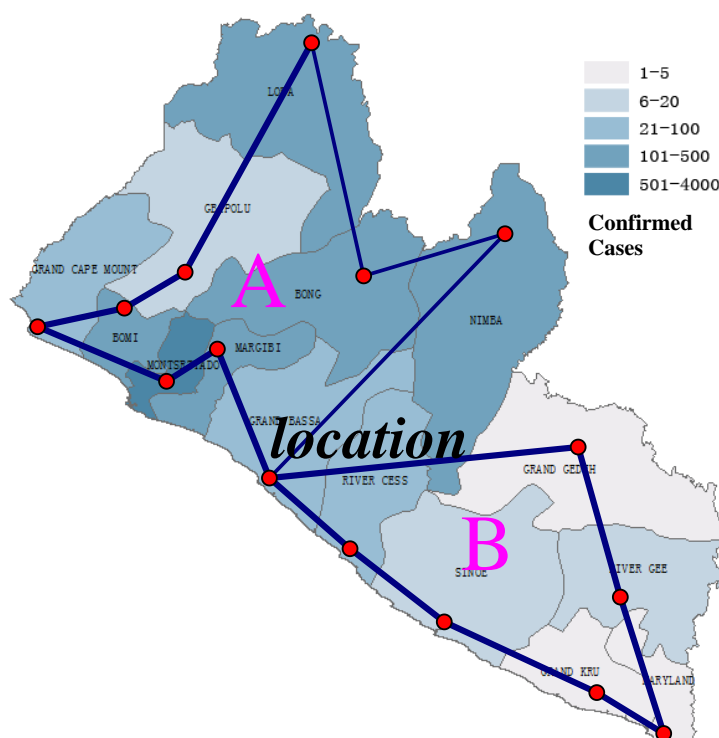 1-5
6-20
21-100
101-500
501-4000
Confirmed
Cases
LOFA
GBAPOLU
GRAND CAPE MOUNT
A
BONG
NIMBA
BOMI
MARGIBI
MONTSERRADO
GRAND BASSA
location
GRAND GEDEH
RIVER CESS
B
SINOE
RIVER GEE
GRAND KRU
MARYLAND